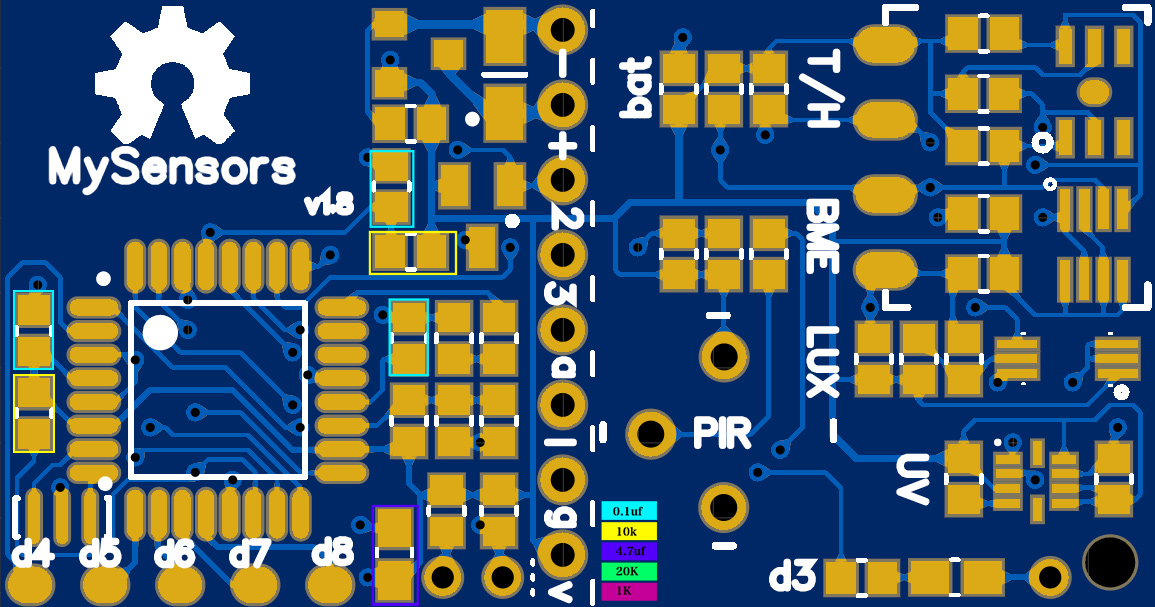 MySensors
v1.8
d4 d5 d6 d7 d8
−
+
2
3
a
l
g
v
bat
T/H
BME
LUX
PIR
UV
d3
0.1uf
10k
4.7uf
20K
1K